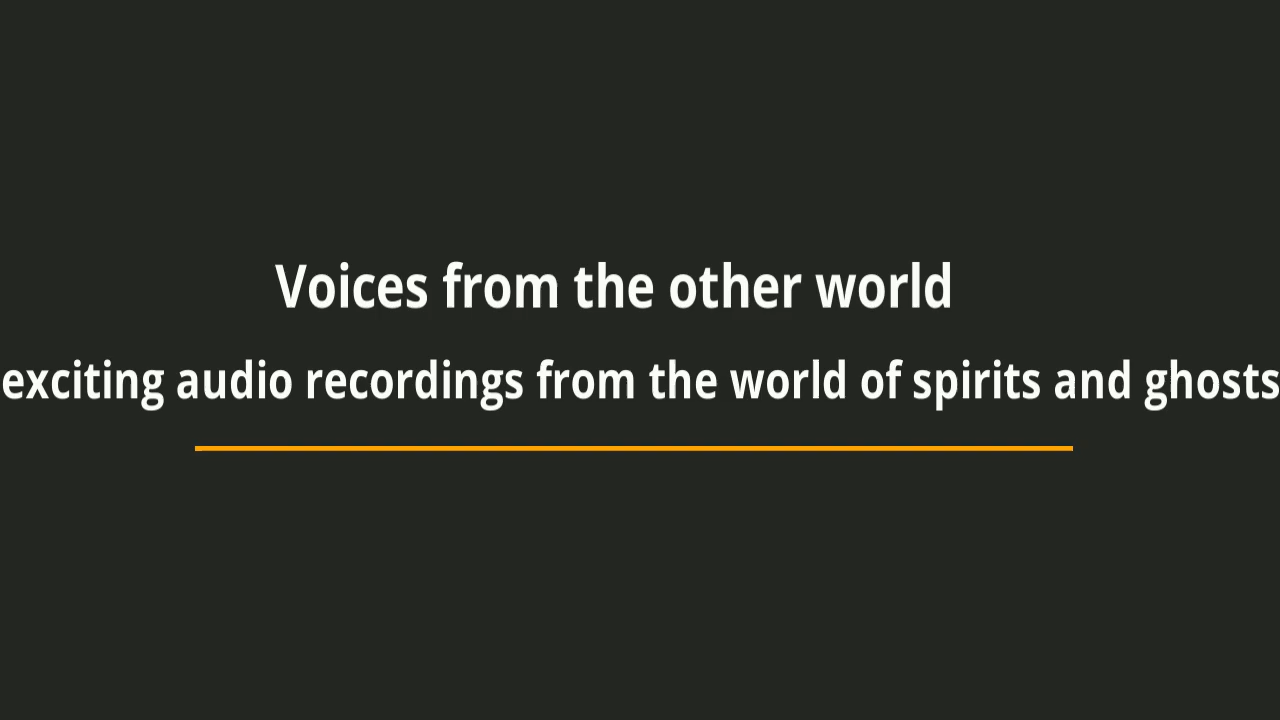 Voices from the other world
exciting audio recordings from the world of spirits and ghosts